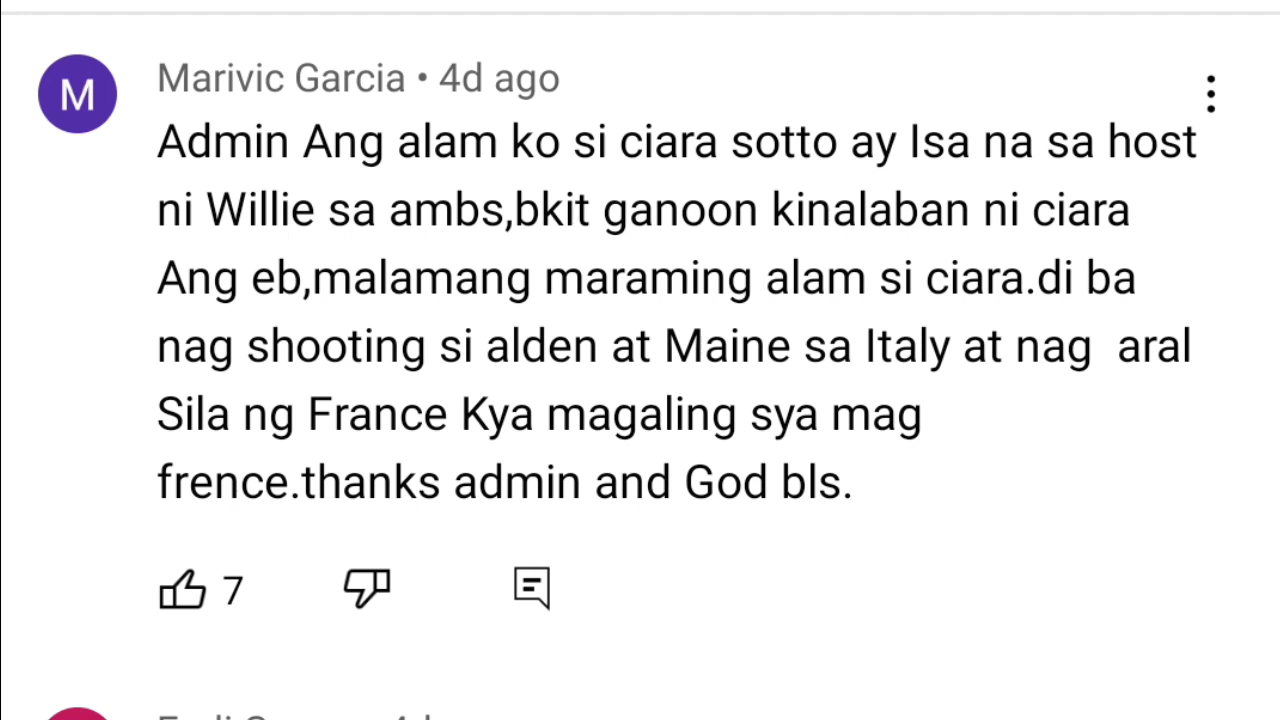 M
Marivic Garcia • 4d ago
Admin Ang alam ko si ciara sotto ay Isa na sa host
ni Willie sa ambs,bkit ganoon kinalaban ni ciara
Ang eb,malamang maraming alam si ciara.di ba
nag shooting si alden at Maine sa Italy at nag  aral
Sila ng France Kya magaling sya mag
frence.thanks admin and God bls.
7